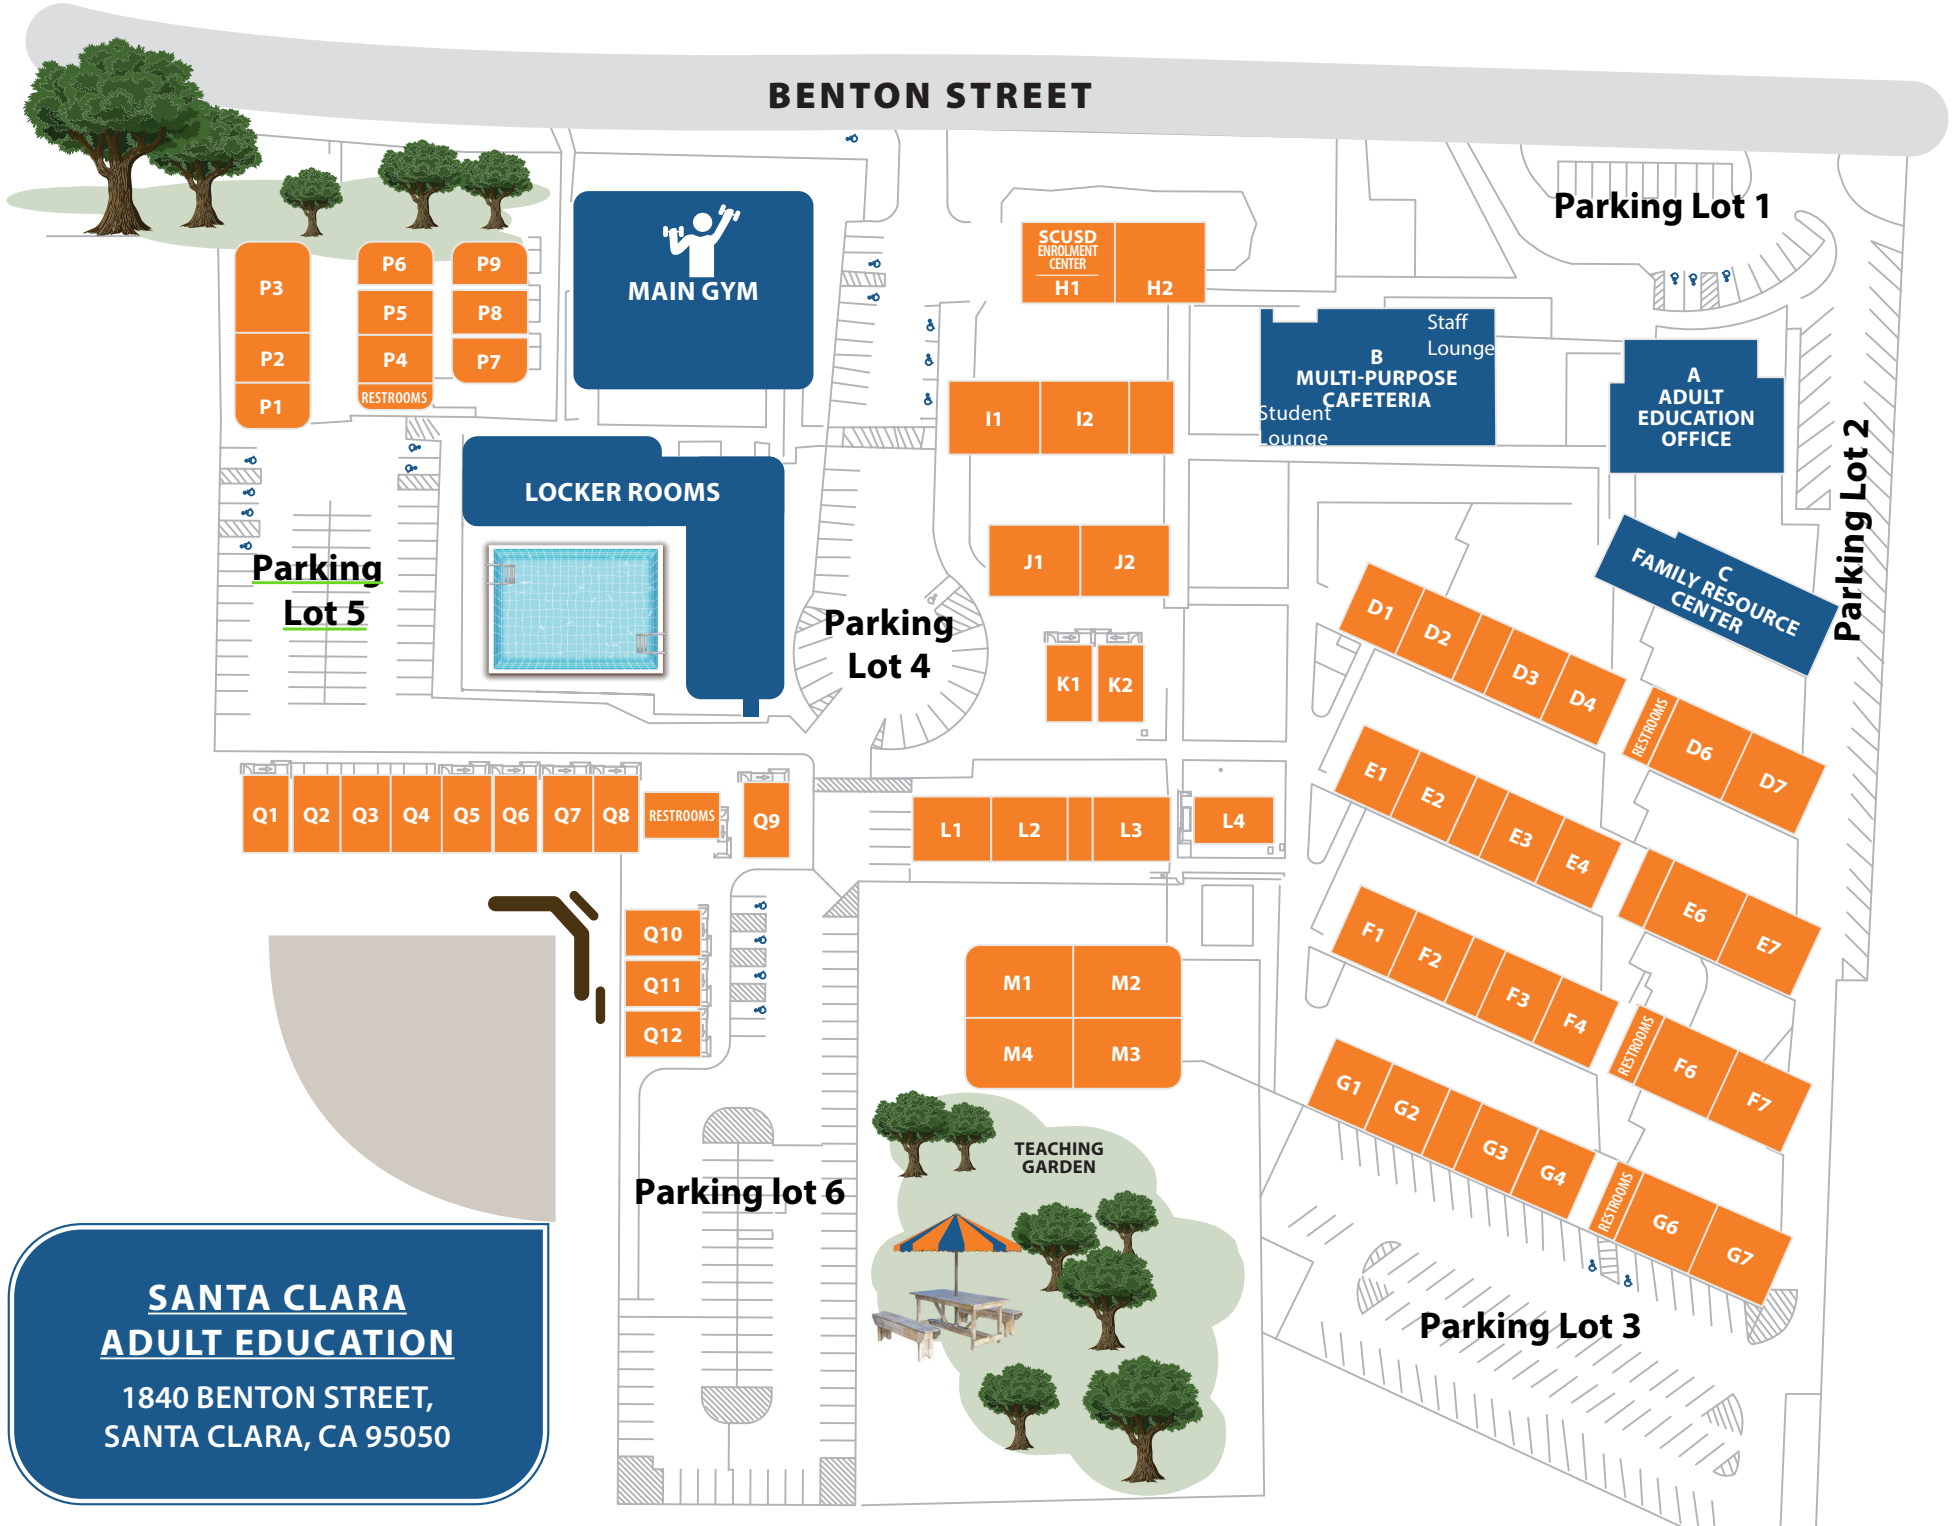 BENTON STREET
Parking Lot 1
MAIN GYM
SCUSD
ENROLMENT
CENTER
H1
H2
P3
P2
P1
P6
P5
P4
RESTROOMS
P9
P8
P7
Staff
Lounge
B
MULTI-PURPOSE
CAFETERIA
Student
Lounge
A
ADULT
EDUCATION
OFFICE
Parking Lot 2
I1
I2
LOCKER ROOMS
Parking
Lot 5
J1
J2
C
FAMILY RESOURCE
CENTER
Parking
Lot 4
K1
K2
D1
D2
D3
D4
RESTROOMS
D6
D7
E1
E2
E3
E4
E6
E7
Q1
Q2
Q3
Q4
Q5
Q6
Q7
Q8
RESTROOMS
Q9
L1
L2
L3
L4
Q10
Q11
Q12
F1
F2
F3
F4
RESTROOMS
F6
F7
M1
M2
M4
M3
G1
G2
G3
G4
RESTROOMS
G6
G7
TEACHING
GARDEN
Parking lot 6
Parking Lot 3
SANTA CLARA
ADULT EDUCATION
1840 BENTON STREET,
SANTA CLARA, CA 95050